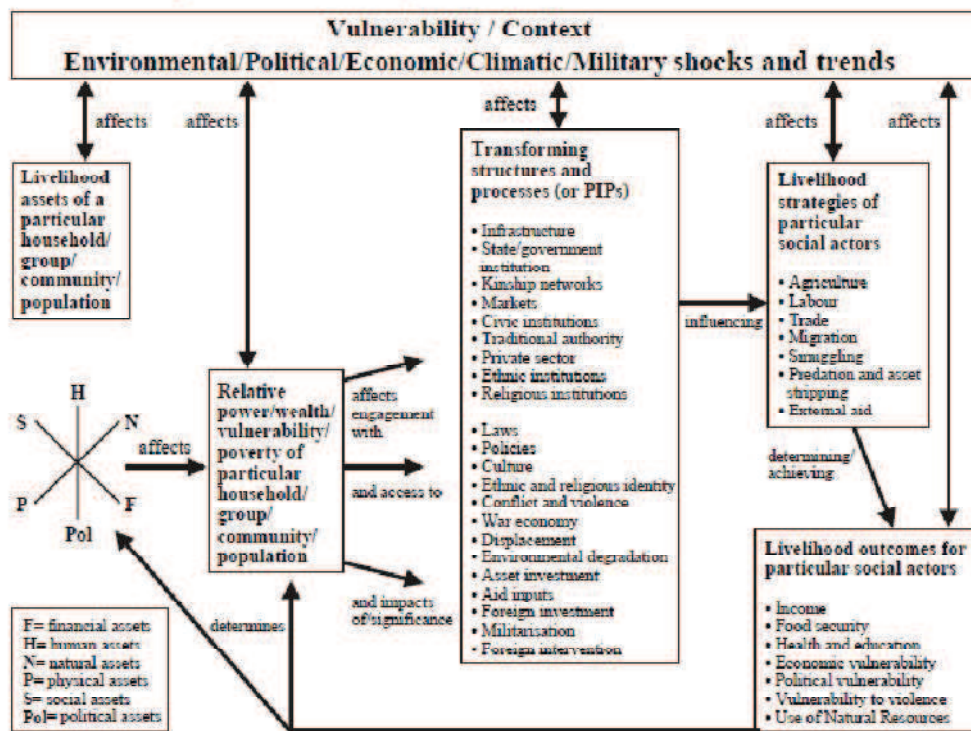 Vulnerability / Context
Environmental/Political/Economic/Climatic/Military shocks and trends
affects
affects
affects
affects
affects
Livelihood
assets of a
particular
household/
group/
community/
population
Transforming
structures and
processes (or PIPs)
• Infrastructure
• State/government
institution
• Kinship networks
• Markets
• Civic institutions
• Traditional authority
• Private sector
• Ethnic institutions
• Religious institutions
• Laws
• Policies
• Culture
• Ethnic and religious identity
• Conflict and violence
• War economy
• Displacement
• Environmental degradation
• Asset investment
• Aid inputs
• Foreign investment
• Militarisation
• Foreign intervention
influencing
Livelihood
strategies of
particular
social actors
• Agriculture
• Labour
• Trade
• Migration
• Smuggling
• Predation and asset
stripping
• External aid
H
S
N
P
F
Pol
affects
Relative
power/wealth/
vulnerability/
poverty of
particular
household/
group/
community/
population
affects
engagement
with
and access to
and impacts
of/significance
determining/
achieving
Livelihood outcomes for
particular social actors
• Income
• Food security
• Health and education
• Economic vulnerability
• Political vulnerability
• Vulnerability to violence
• Use of Natural Resources
determines
F= financial assets
H= human assets
N= natural assets
P= physical assets
S= social assets
Pol= political assets